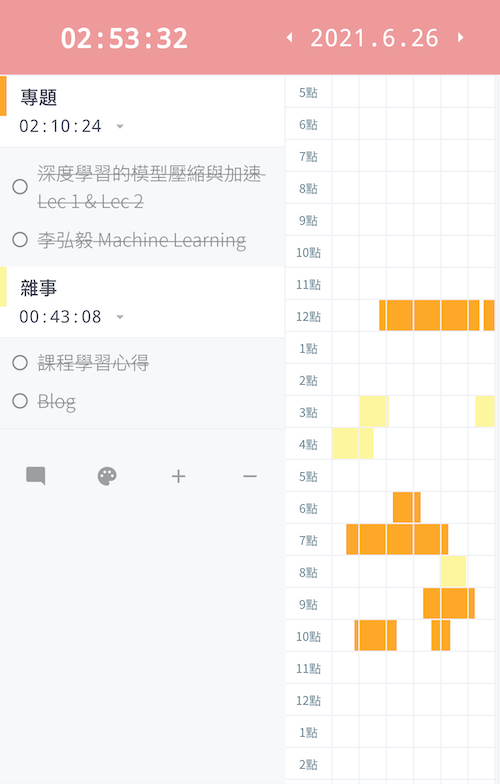 02:53:32
2021.6.26
專題
02:10:24
深度學習的模型壓縮與加速
Lec 1 & Lec 2
李弘毅 Machine Learning
雜事
00:43:08
課程學習心得
Blog
5點
6點
7點
8點
9點
10點
11點
12點
1點
2點
3點
4點
5點
6點
7點
8點
9點
10點
11點
12點
1點
2點